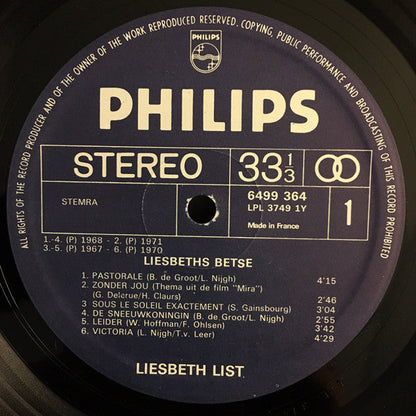 ALL RIGHTS OF THE RECORD PRODUCER AND OF THE OWNER OF THE WORK REPRODUCED RESERVED. COPYING, PUBLIC PERFORMANCE AND BROADCASTING OF THIS RECORD PROHIBITED
PHILIPS
PHILIPS
STEREO 33 1/3
STEMRA
6499 364
LPL 3749 1Y
Made in France
1
1.-4. (P) 1968 - 2. (P) 1971
3.-5. (P) 1967 - 6. (P) 1970
LIESBETHS BETSE
1. PASTORALE (B. de Groot/L. Nijgh) 4'15
2. ZONDER JOU (Thema uit de film "Mira")
(G. Delerue/H. Claurs) 2'46
3. SOUS LE SOLEIL EXACTEMENT (S. Gainsbourg) 3'04
4. DE SNEEUWKONINGIN (B. de Groot/L. Nijgh) 2'55
5. LEIDER (W. Hoffman/F. Ohlsen) 3'42
6. VICTORIA (L. Nijgh/T.v. Leer) 4'29
LIESBETH LIST